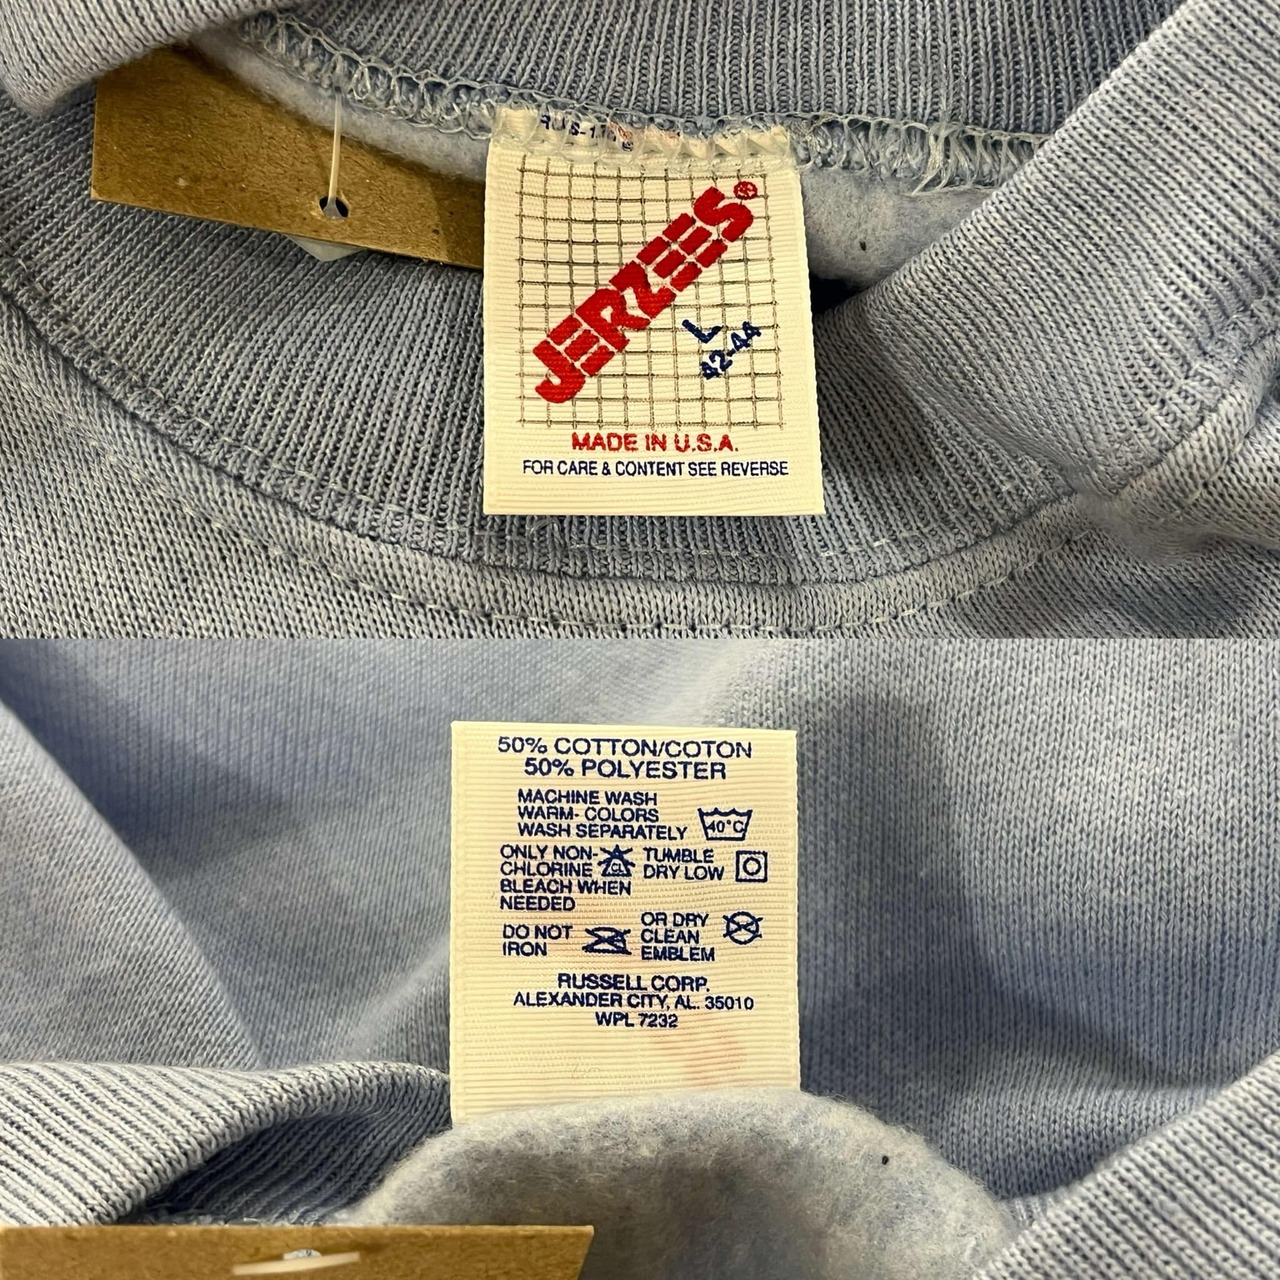 JERZEES®
L
42-44
MADE IN U.S.A.
FOR CARE & CONTENT SEE REVERSE
50% COTTON/COTON
50% POLYESTER
MACHINE WASH
WARM- COLORS
WASH SEPARATELY
40°C
ONLY NON-
CHLORINE
BLEACH WHEN
NEEDED
CL
TUMBLE
DRY LOW
DO NOT
IRON
OR DRY
CLEAN
EMBLEM
RUSSELL CORP.
ALEXANDER CITY, AL. 35010
WPL 7232